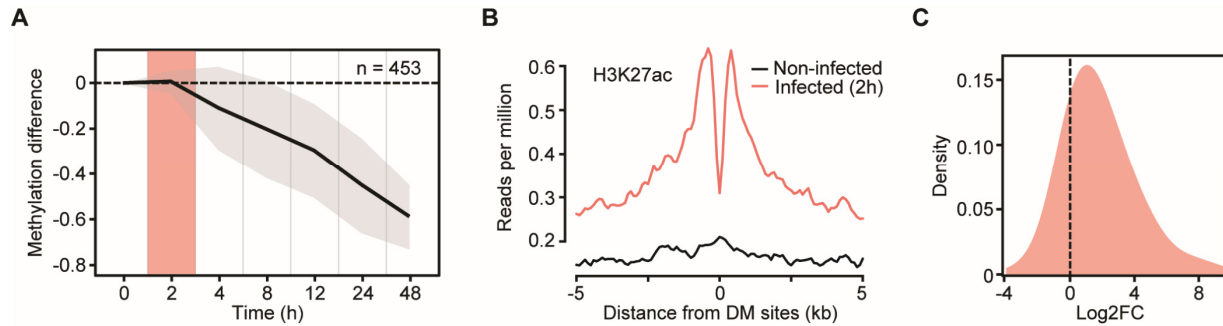 A
Methylation difference
0
-0.2
-0.4
-0.6
-0.8
n = 453
0 2 4 8 12 24 48
Time (h)
B
Reads per million
0.6
0.5
0.4
0.3
0.2
H3K27ac
Non-infected
Infected (2h)
-5 0 5
Distance from DM sites (kb)
C
Density
0.15
0.10
0.05
0
-4 0 4 8
Log2FC